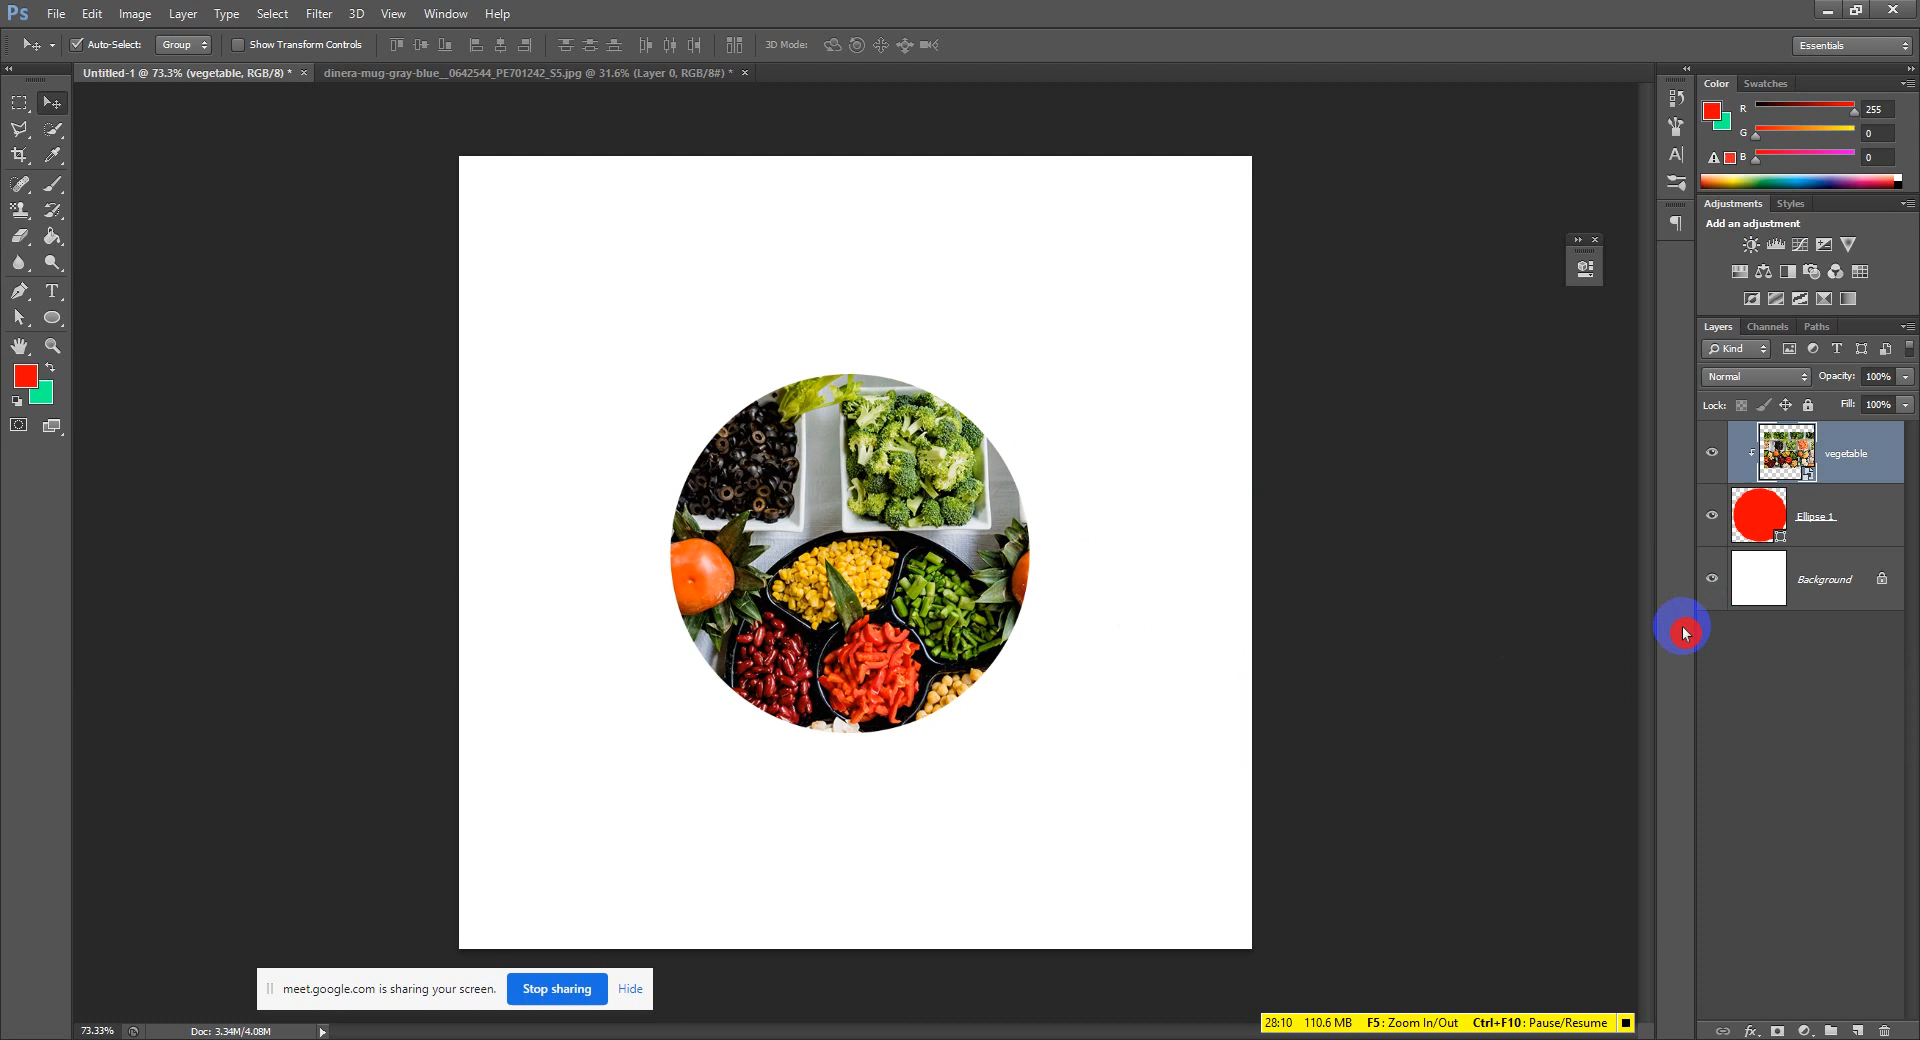 Ps File Edit Image Layer Type Select Filter 3D View Window Help
Auto-Select: Group Show Transform Controls 3D Mode: Essentials
Untitled-1 @ 73.3% (vegetable, RGB/8) * × dinera-mug-gray-blue__0642544_PE701242_S5.jpg @ 31.6% (Layer 0, RGB/8#) * ×
Color Swatches
R 255
G 0
B 0
Adjustments Styles
Add an adjustment
Layers Channels Paths
Kind
Normal Opacity: 100%
Lock: Fill: 100%
vegetable
Ellipse 1
Background
meet.google.com is sharing your screen. Stop sharing Hide
73.33% Doc: 3.34M/4.08M
28:10 110.6 MB F5: Zoom In/Out Ctrl+F10: Pause/Resume